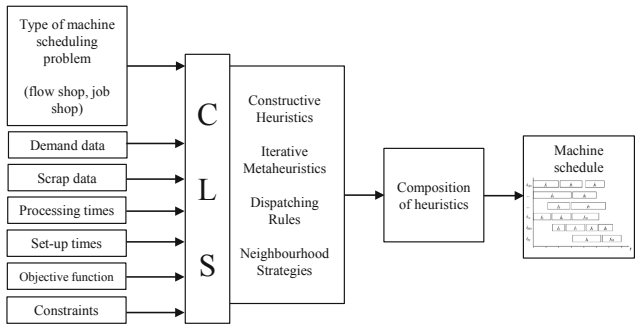 Type of machine
scheduling
problem
(flow shop, job
shop)
Demand data
Scrap data
Processing times
Set-up times
Objective function
Constraints
C
L
S
Constructive
Heuristics
Iterative
Metaheuristics
Dispatching
Rules
Neighbourhood
Strategies
Composition
of heuristics
Machine
schedule